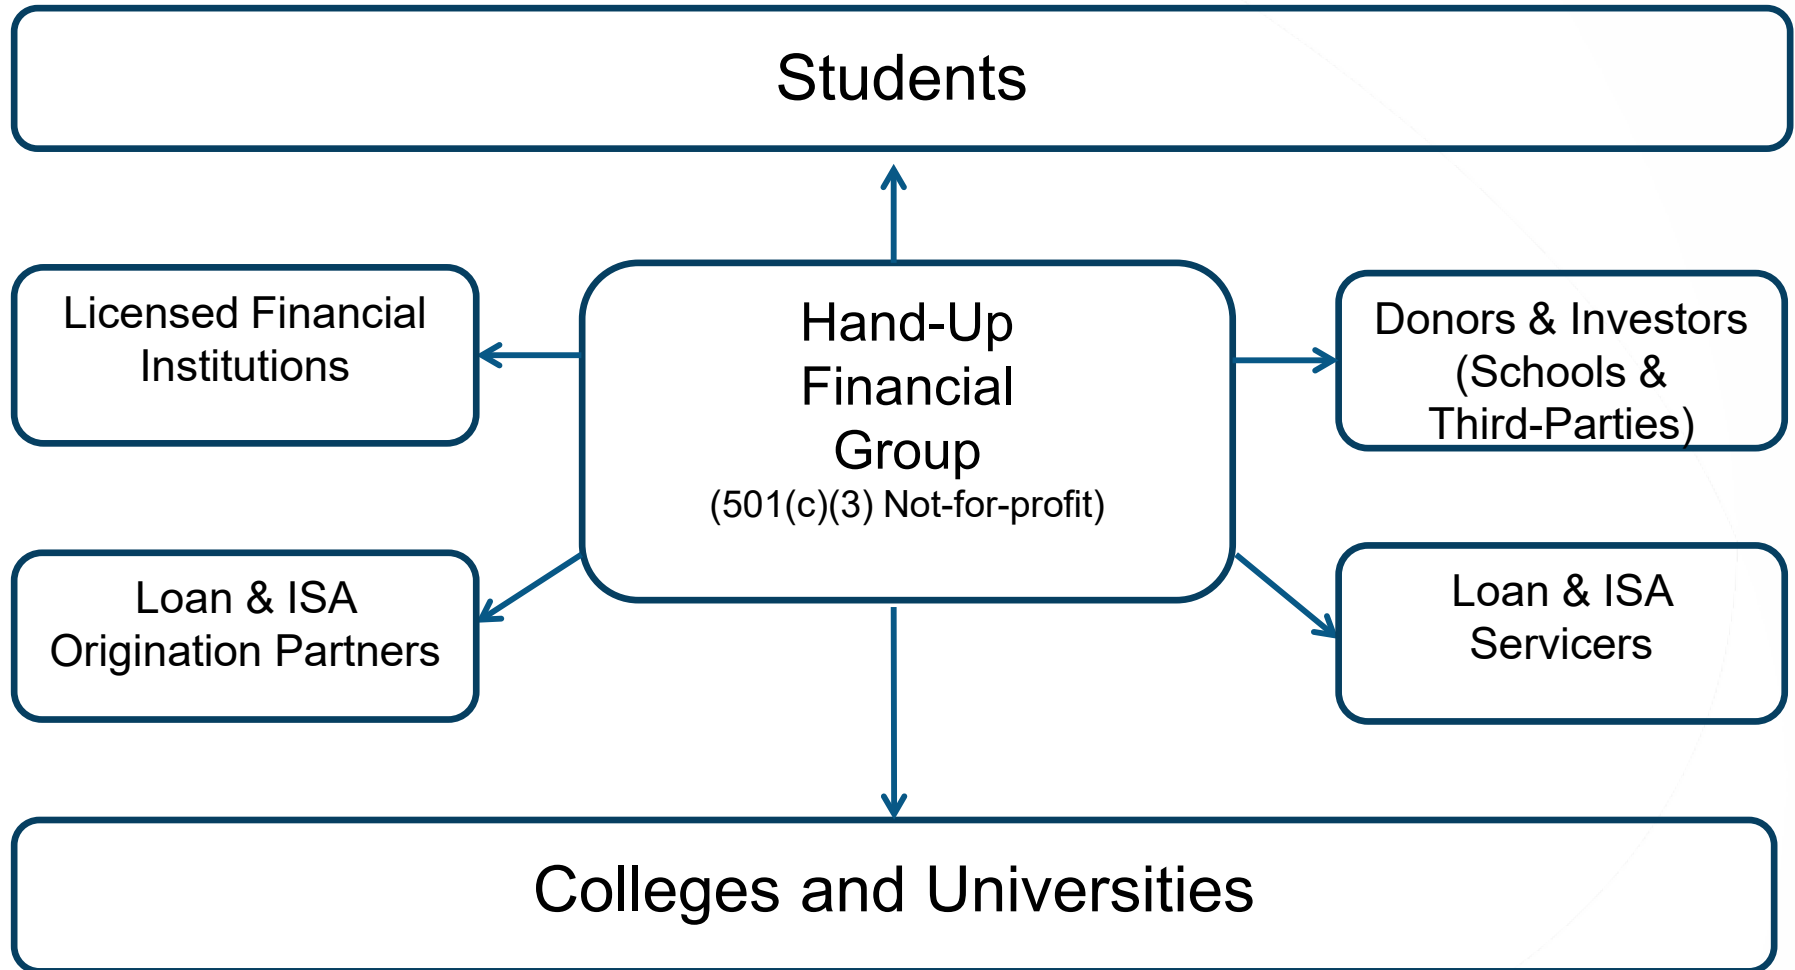 Students
Licensed Financial
Institutions
Hand-Up
Financial
Group
(501(c)(3) Not-for-profit)
Donors & Investors
(Schools &
Third-Parties)
Loan & ISA
Origination Partners
Loan & ISA
Servicers
Colleges and Universities